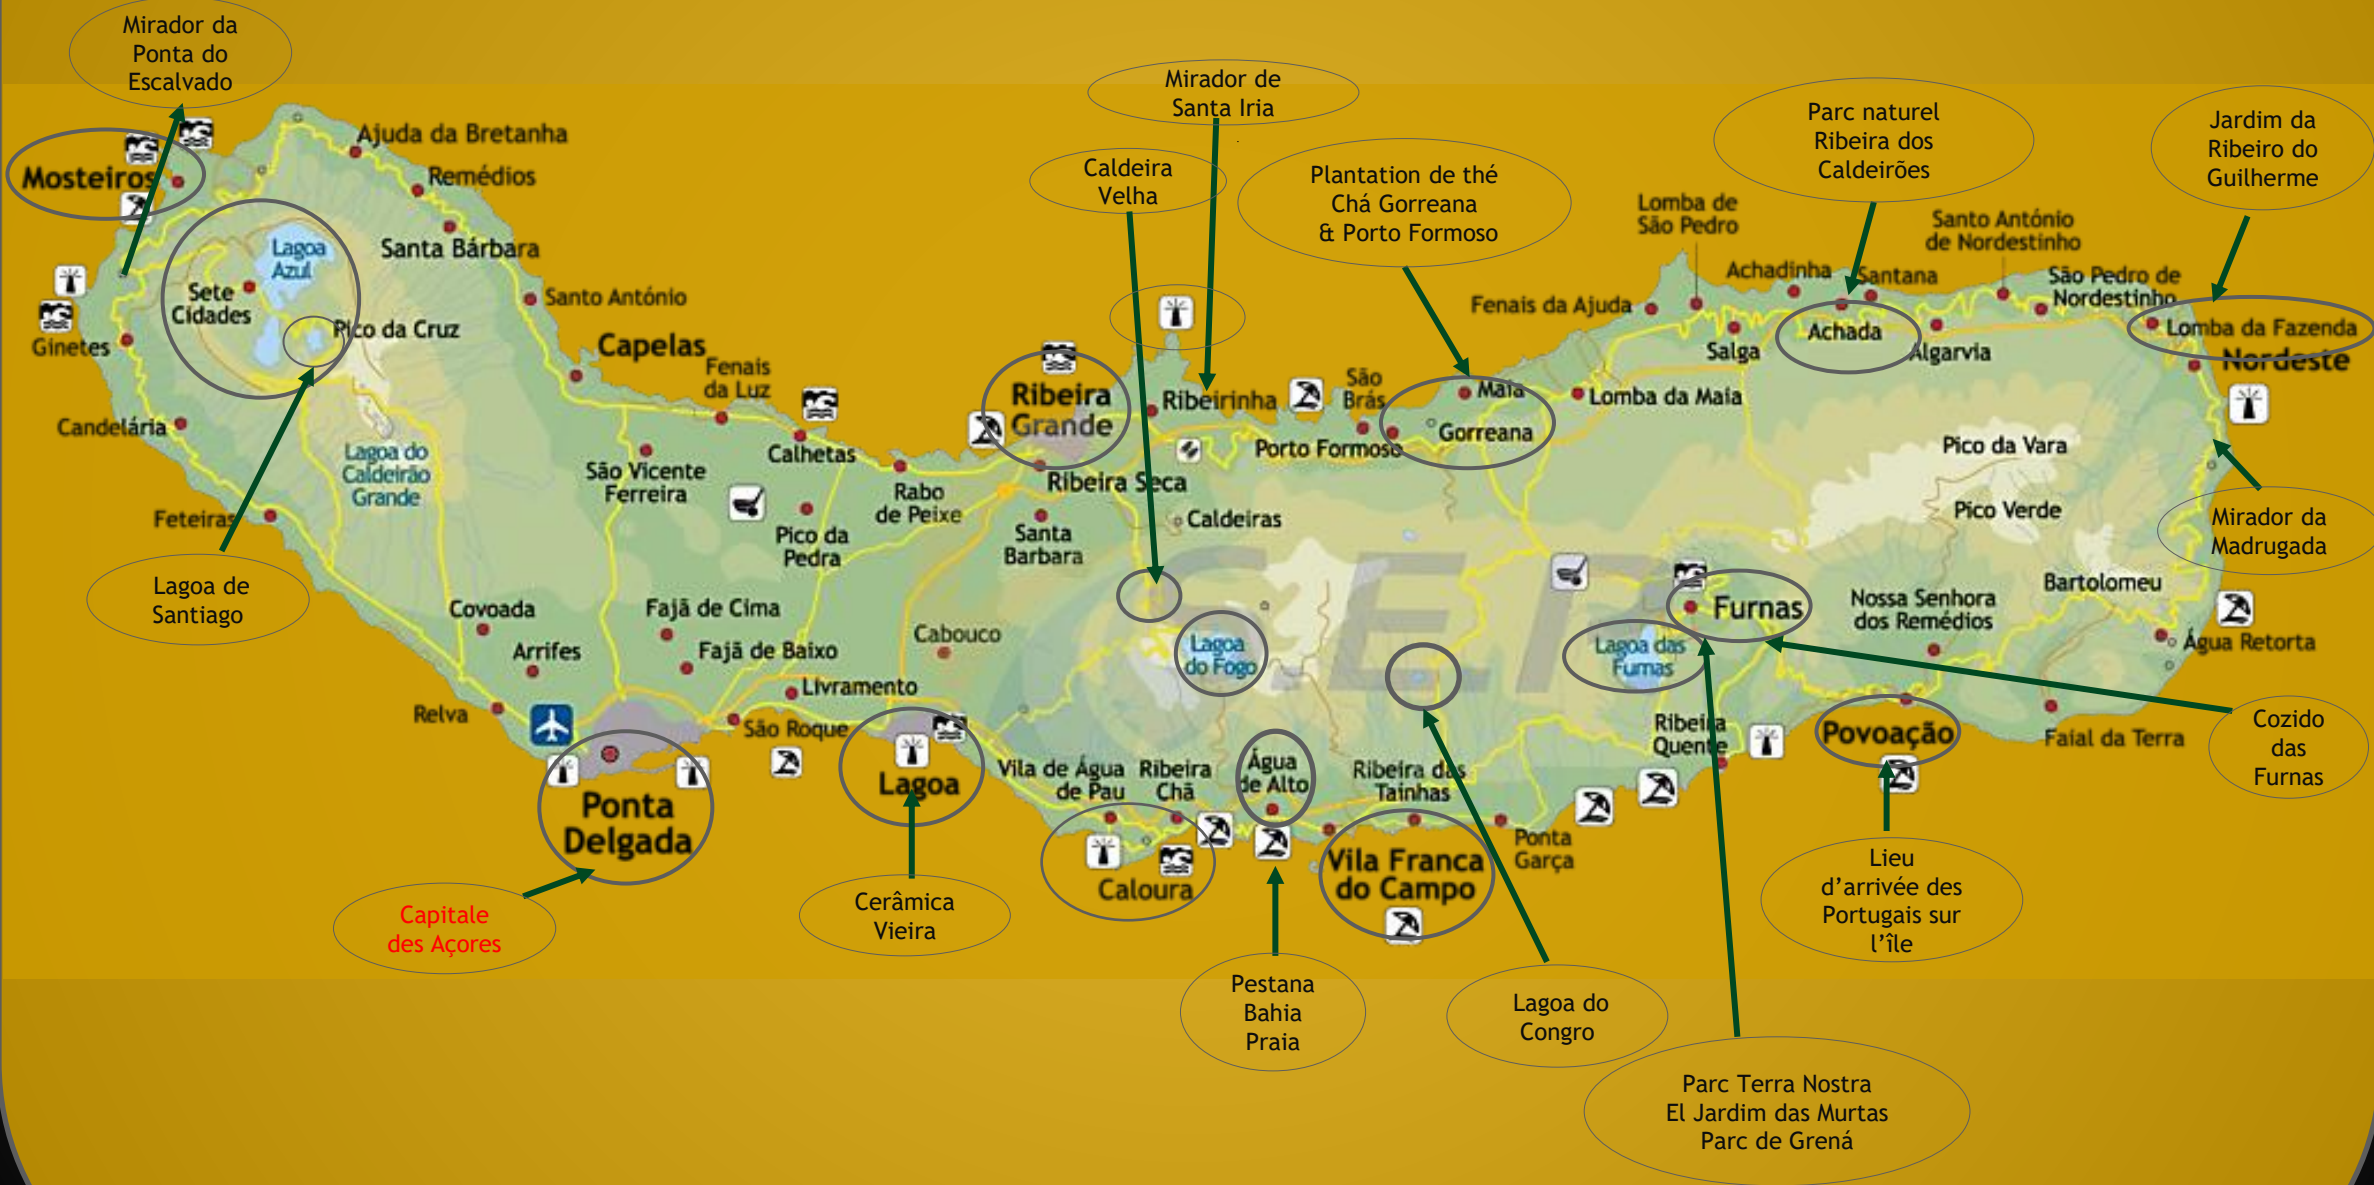 Mirador da
Ponta do
Escalvado
Mirador de
Santa Iria
Caldeira
Velha
Plantation de thé
Chá Gorreana
& Porto Formoso
Parc naturel
Ribeira dos
Caldeirões
Jardim da
Ribeiro do
Guilherme
Mosteiros
Ajuda da Bretanha
Remédios
Santa Bárbara
Lagoa
Azul
Sete
Cidades
Pico da Cruz
Ginetes
Santo António
Capelas
Fenais
da Luz
Candelária
Lagoa do
Caldeirão
Grande
Feteiras
São Vicente
Ferreira
Calhetas
Rabo
de Peixe
Pico da
Pedra
Ribeira
Grande
Ribeira Seca
Santa
Barbara
Ribeirinha
Caldeiras
São
Brás
Porto Formoso
Maia
Gorreana
Lomba da Maia
Fenais da Ajuda
Lomba de
São Pedro
Salga
Achadinha
Santana
Achada
Algarvia
Santo António
de Nordestinho
São Pedro de
Nordestinho
Lomba da Fazenda
Nordeste
Pico da Vara
Pico Verde
Mirador da
Madrugada
Bartolomeu
Água Retorta
Nossa Senhora
dos Remédios
Furnas
Lagoa das
Furnas
Lagoa
do Fogo
Lagoa de
Santiago
Covoada
Arrifes
Relva
Fajã de Cima
Fajã de Baixo
Cabouco
Livramento
São Roque
Ponta
Delgada
Lagoa
Vila de Água
de Pau
Ribeira
Chã
Água
de Alto
Caloura
Ribeira das
Tainhas
Vila Franca
do Campo
Ponta
Garça
Ribeira
Quente
Povoação
Faial da Terra
Cozido
das
Furnas
Capitale
des Açores
Cerâmica
Vieira
Pestana
Bahia
Praia
Lagoa do
Congro
Lieu
d’arrivée des
Portugais sur
l’île
Parc Terra Nostra
El Jardim das Murtas
Parc de Grená